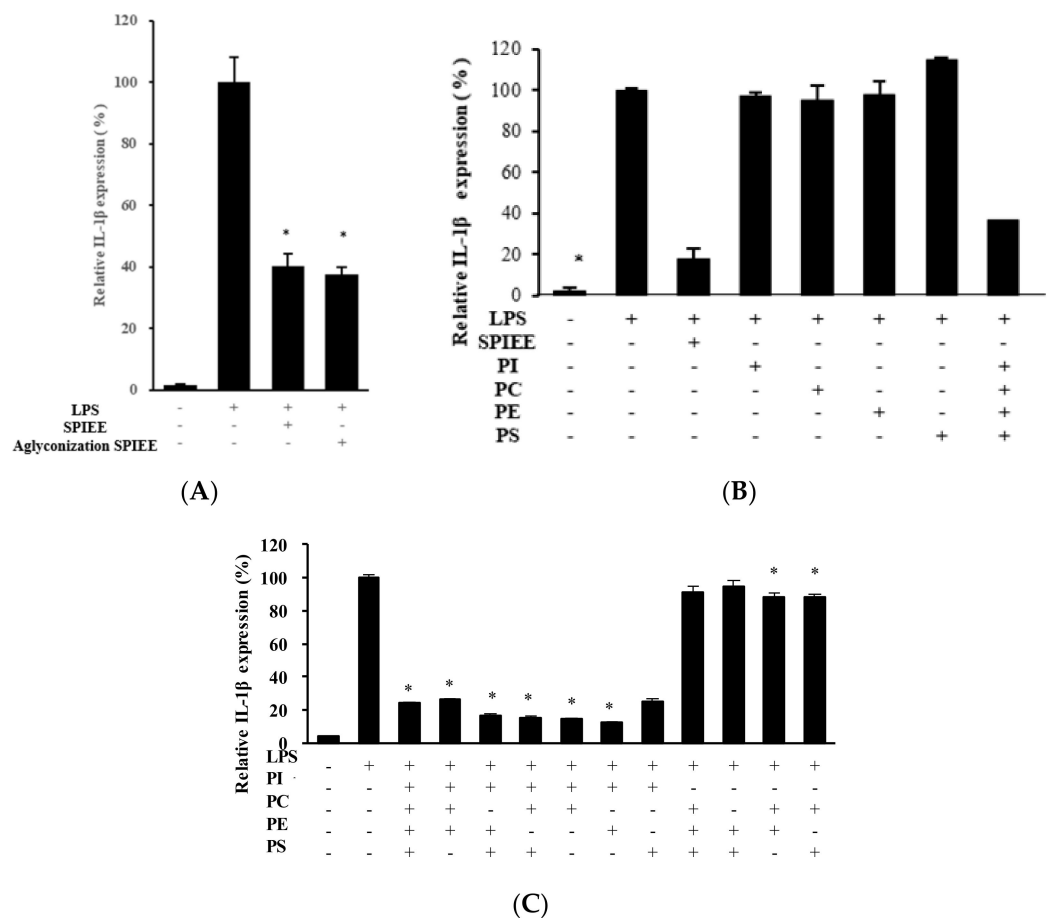 Relative IL-1β expression ( % )
120
100
80
60
40
20
0
* *
LPS - + + +
SPIEE - - + -
Aglyconization SPIEE - - - +
(A)
Relative IL-1β expression ( % )
120
100
80
60
40
20
0
*
LPS - + + + + + + +
SPIEE - - + - - - - -
PI - - - + - - - +
PC - - - - + - - +
PE - - - - - + - +
PS - - - - - - + +
(B)
Relative IL-1β expression (%)
120
100
80
60
40
20
0
* * * * * * * *
LPS - + + + + + + + + + + + +
PI - - + + + + + + + - - - -
PC - - + + - + + - - + - + +
PE - - + + + - - + - + + + -
PS - - + - + + - - + + + - +
(C)